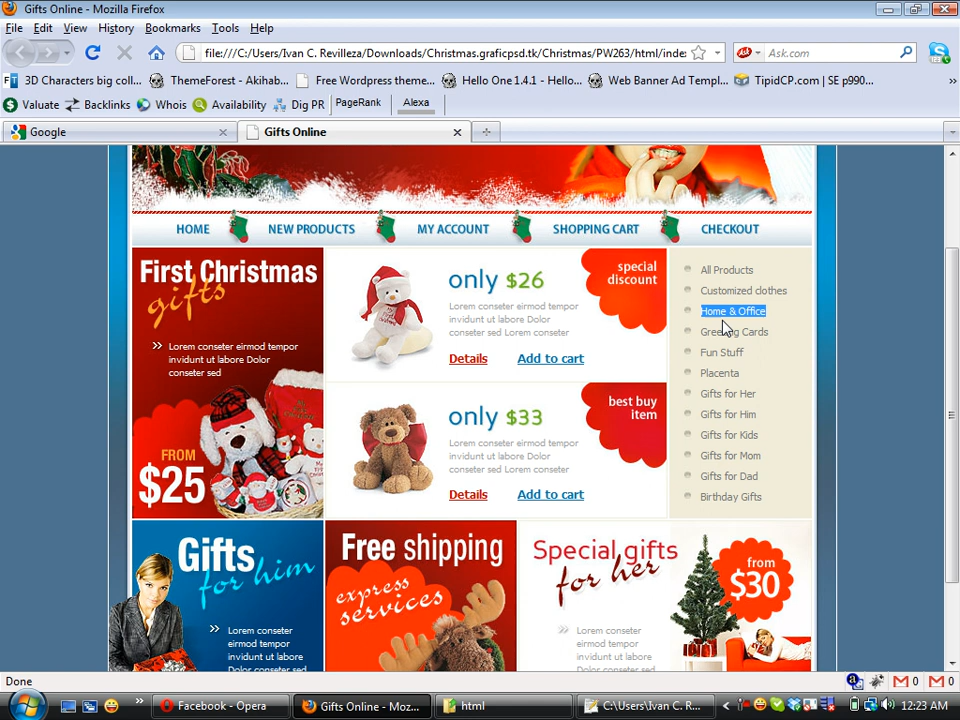 Gifts Online - Mozilla Firefox
File Edit View History Bookmarks Tools Help
file:///C:/Users/Ivan C. Revilleza/Downloads/Christmas.graficpsd.tk/Christmas/PW263/html/inde:
Ask Ask.com
3D Characters big coll... ThemeForest - Akihab... Free Wordpress theme... Hello One 1.4.1 - Hello... Web Banner Ad Templ... TipidCP.com | SE p990...
Valuate Backlinks Whois Availability Dig PR PageRank Alexa
Google
Gifts Online
HOME NEW PRODUCTS MY ACCOUNT SHOPPING CART CHECKOUT
First Christmas
gifts
Lorem conseter eirmod tempor
invidunt ut labore Dolor
conseter sed
FROM
$25
only $26
Lorem conseter eirmod tempor
invidunt ut labore Dolor
conseter sed Lorem conseter
Details Add to cart
special
discount
only $33
Lorem conseter eirmod tempor
invidunt ut labore Dolor
conseter sed Lorem conseter
Details Add to cart
best buy
item
All Products
Customized clothes
Home & Office
Greeting Cards
Fun Stuff
Placenta
Gifts for Her
Gifts for Him
Gifts for Kids
Gifts for Mom
Gifts for Dad
Birthday Gifts
Gifts
for him
Lorem conseter
eirmod tempor
invidunt ut
labore Dolor
conseter sed
Free shipping
express
services
Special gifts
for her
Lorem conseter
eirmod tempor
invidunt ut
labore Dolor
conseter sed
from
$30
Done
0 0
Facebook - Opera
Gifts Online - Moz...
html
C:\Users\Ivan C. R...
12:23 AM